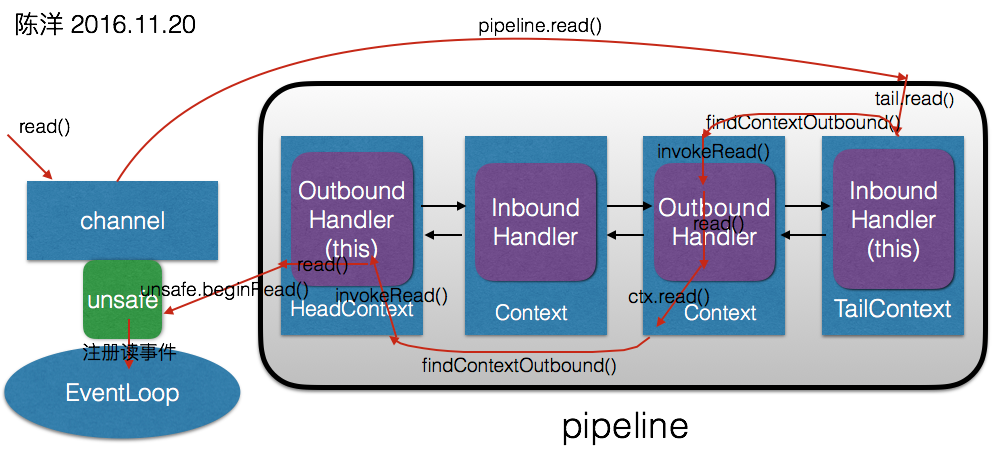 陈洋 2016.11.20
pipeline.read()
tail.read()
read()
findContextOutbound()
invokeRead()
channel
Outbound
Handler
(this)
Inbound
Handler
Outbound
Handler
Inbound
Handler
(this)
read()
read()
unsafe
unsafe.beginRead()
invokeRead()
ctx.read()
HeadContext
Context
Context
TailContext
注册读事件
findContextOutbound()
EventLoop
pipeline